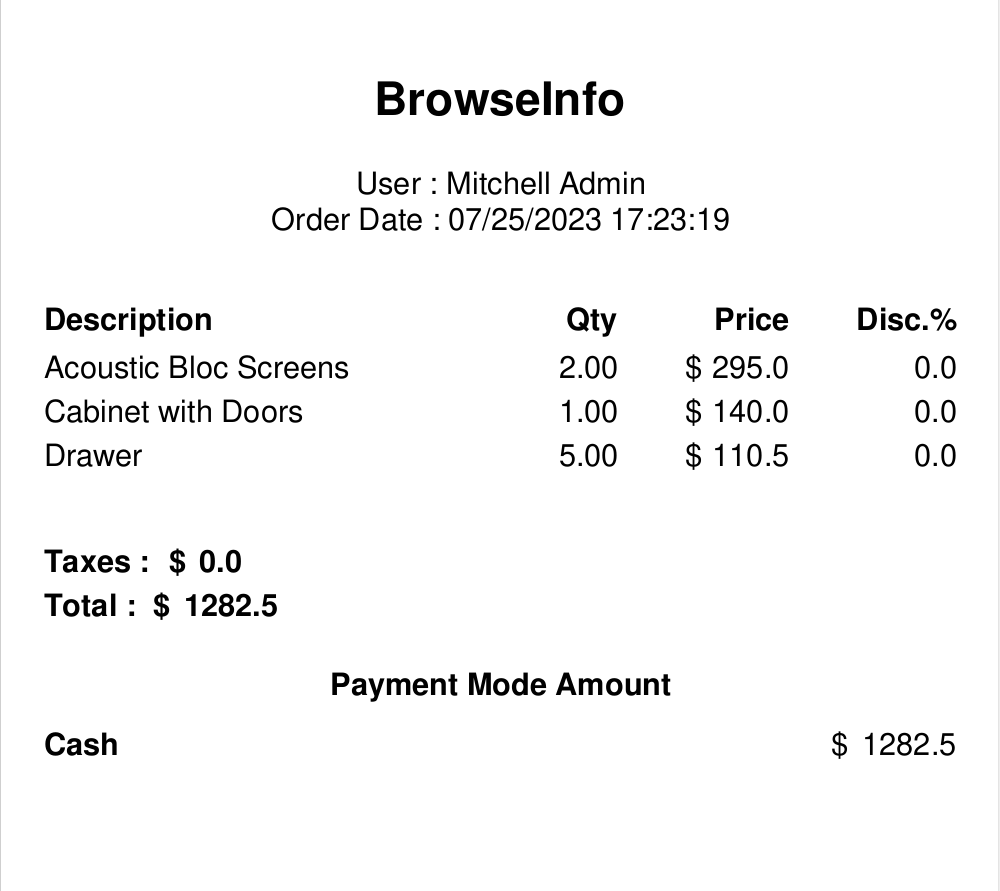 BrowseInfo
User : Mitchell Admin
Order Date : 07/25/2023 17:23:19
Description Qty Price Disc.%
Acoustic Bloc Screens 2.00 $ 295.0 0.0
Cabinet with Doors 1.00 $ 140.0 0.0
Drawer 5.00 $ 110.5 0.0
Taxes : $ 0.0
Total : $ 1282.5
Payment Mode Amount
Cash $ 1282.5